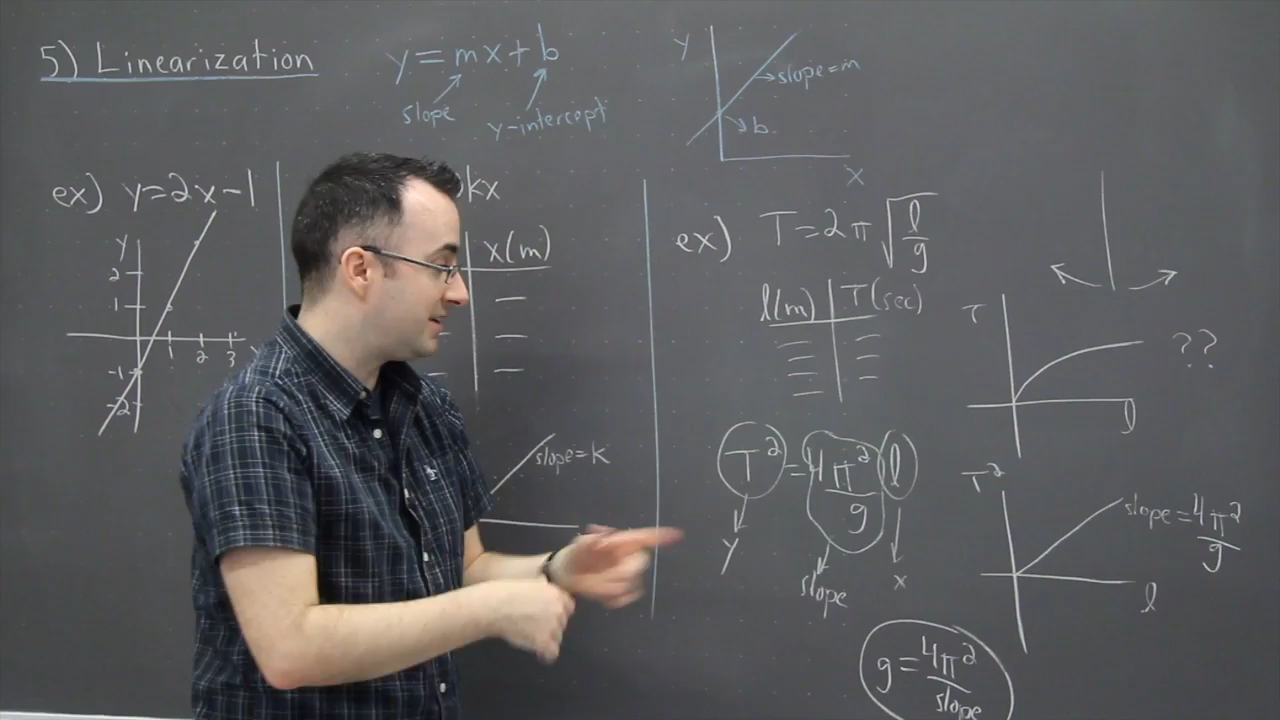 5) Linearization
y = mx + b
slope
y-intercept
y
slope = m
b
x
ex) y = 2x - 1
y
2
1
-1
-2
1 2 3
kx
x(m)
slope = k
ex) T = 2π√(l/g)
l(m) T(sec)
T
??
l
T² = 4π²/g l
y
slope
x
T²
slope = 4π²/g
l
g = 4π²/slope